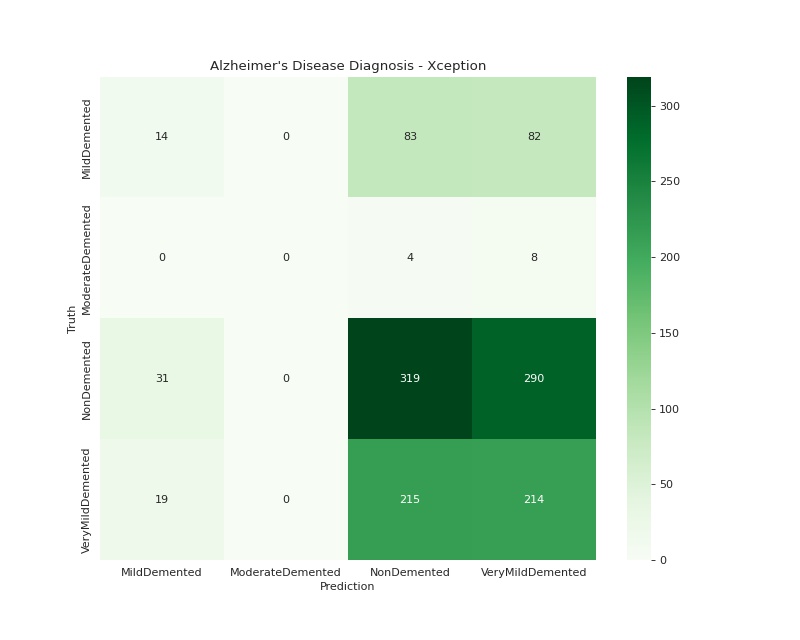 Alzheimer's Disease Diagnosis - Xception
MildDemented
14 0 83 82
ModerateDemented
0 0 4 8
NonDemented
31 0 319 290
VeryMildDemented
19 0 215 214
Truth
MildDemented ModerateDemented NonDemented VeryMildDemented
Prediction
300
250
200
150
100
50
0